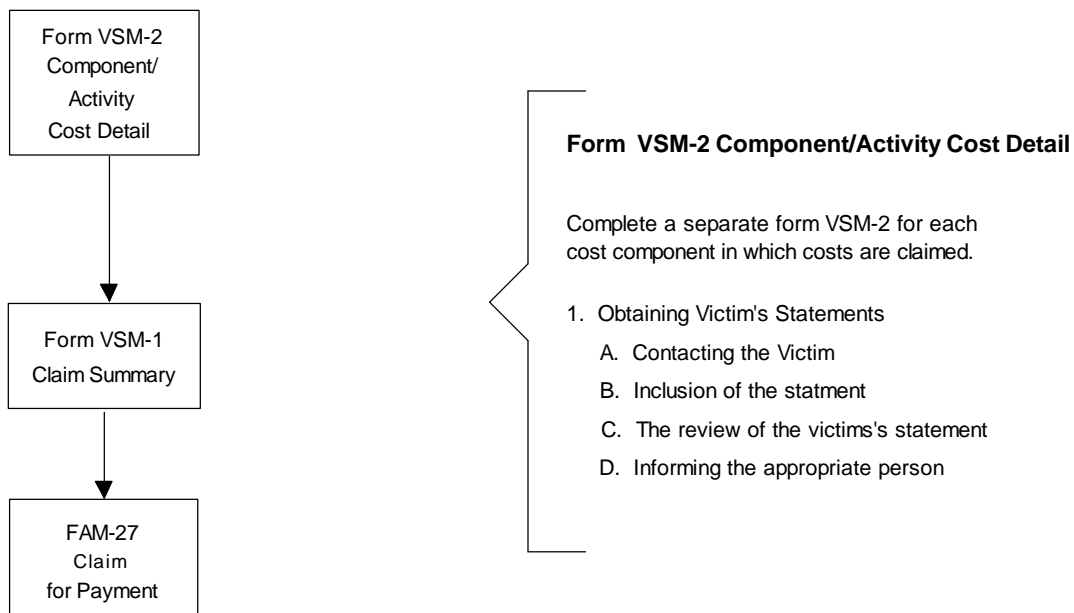 Form VSM-2
Component/
Activity
Cost Detail
Form VSM-1
Claim Summary
FAM-27
Claim
for Payment
Form VSM-2 Component/Activity Cost Detail
Complete a separate form VSM-2 for each
cost component in which costs are claimed.
1. Obtaining Victim's Statements
A. Contacting the Victim
B. Inclusion of the statment
C. The review of the victims's statement
D. Informing the appropriate person